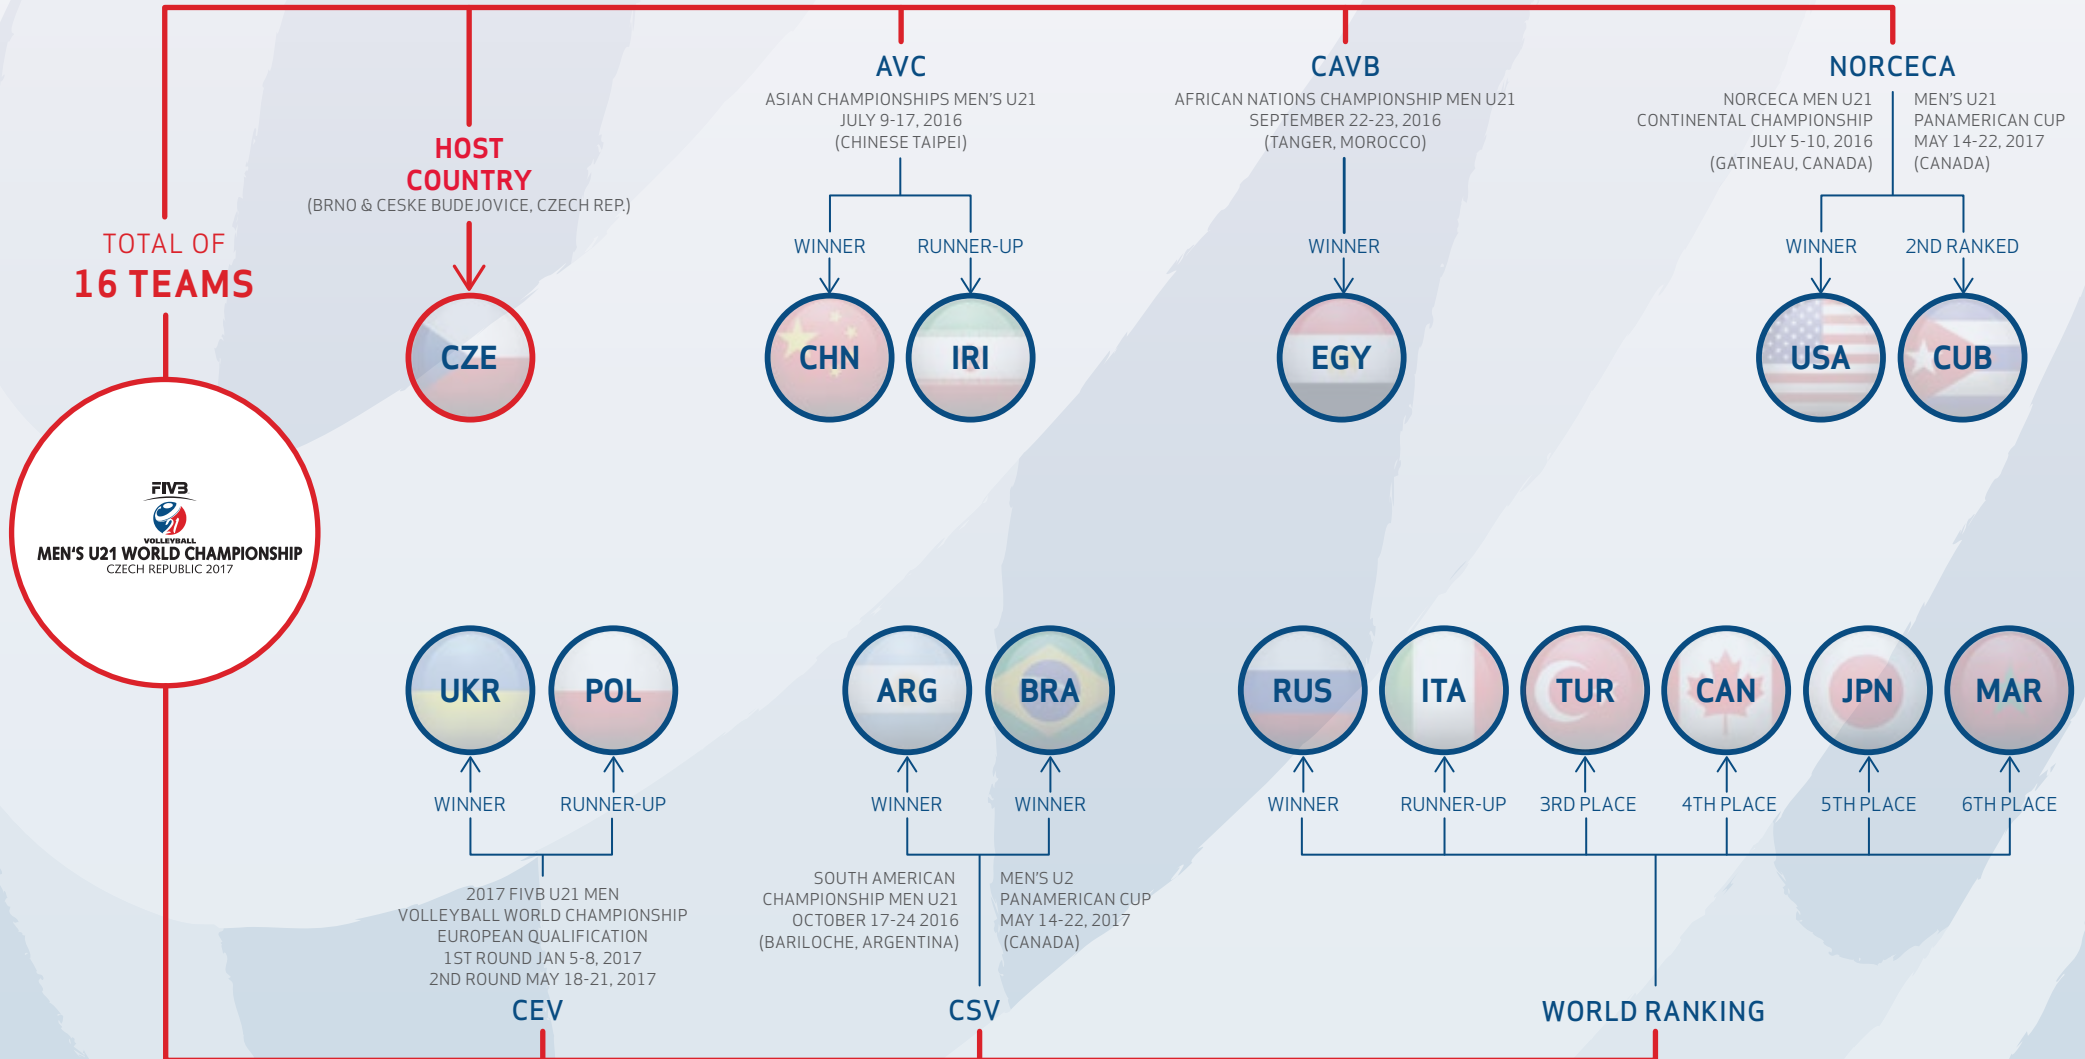 TOTAL OF
16 TEAMS
FIVB
21
VOLLEYBALL
MEN'S U21 WORLD CHAMPIONSHIP
CZECH REPUBLIC 2017
HOST
COUNTRY
(BRNO & CESKE BUDEJOVICE, CZECH REP.)
CZE
AVC
ASIAN CHAMPIONSHIPS MEN'S U21
JULY 9-17, 2016
(CHINESE TAIPEI)
WINNER
RUNNER-UP
CHN
IRI
CAVB
AFRICAN NATIONS CHAMPIONSHIP MEN U21
SEPTEMBER 22-23, 2016
(TANGER, MOROCCO)
WINNER
EGY
NORCECA
NORCECA MEN U21
CONTINENTAL CHAMPIONSHIP
JULY 5-10, 2016
(GATINEAU, CANADA)
MEN'S U21
PANAMERICAN CUP
MAY 14-22, 2017
(CANADA)
WINNER
2ND RANKED
USA
CUB
UKR
POL
WINNER
RUNNER-UP
2017 FIVB U21 MEN
VOLLEYBALL WORLD CHAMPIONSHIP
EUROPEAN QUALIFICATION
1ST ROUND JAN 5-8, 2017
2ND ROUND MAY 18-21, 2017
CEV
ARG
BRA
WINNER
WINNER
SOUTH AMERICAN
CHAMPIONSHIP MEN U21
OCTOBER 17-24 2016
(BARILOCHE, ARGENTINA)
MEN'S U2
PANAMERICAN CUP
MAY 14-22, 2017
(CANADA)
CSV
RUS
ITA
TUR
CAN
JPN
MAR
WINNER
RUNNER-UP
3RD PLACE
4TH PLACE
5TH PLACE
6TH PLACE
WORLD RANKING